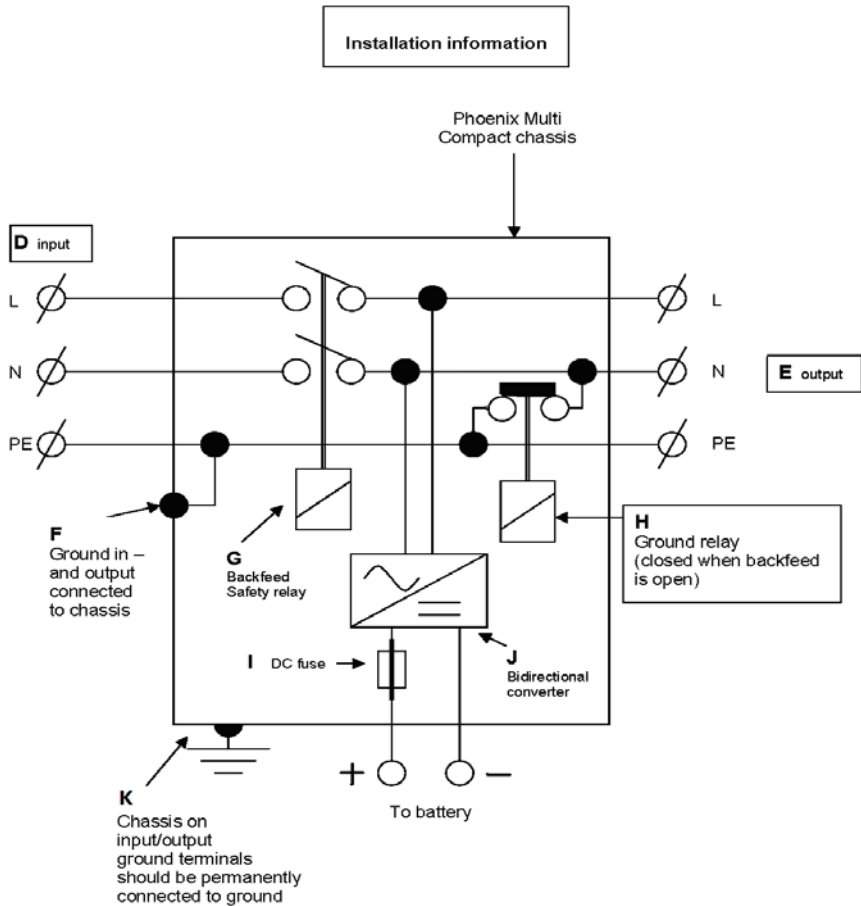 Installation information
Phoenix Multi
Compact chassis
D input
L
L
N
N
E output
PE
PE
F
Ground in –
and output
connected
to chassis
G
Backfeed
Safety relay
H
Ground relay
(closed when backfeed
is open)
I DC fuse
J
Bidirectional
converter
+
–
To battery
K
Chassis on
input/output
ground terminals
should be permanently
connected to ground